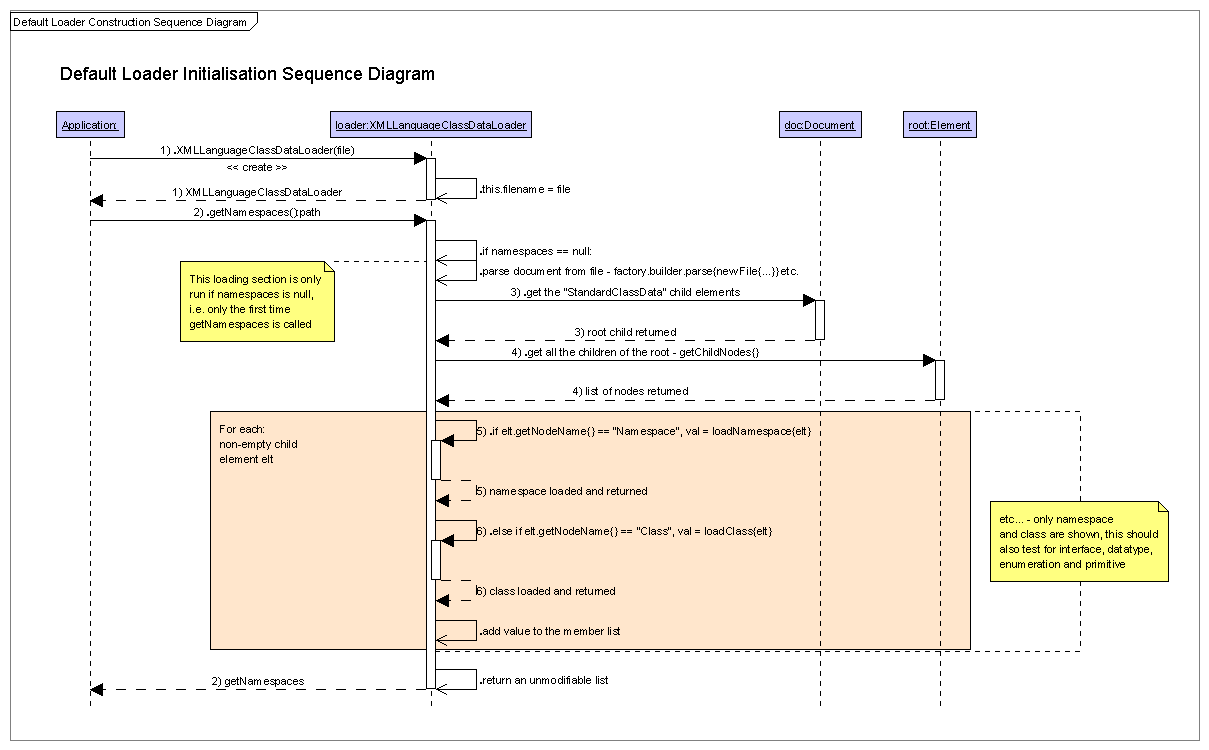 Default Loader Construction Sequence Diagram
Default Loader Initialisation Sequence Diagram
Application:
loader:XMLLanguageClassDataLoader
doc:Document
root:Element
1) .XMLLanguageClassDataLoader(file)
<< create >>
.this.filename = file
1) XMLLanguageClassDataLoader
2) .getNamespaces():path
.if namespaces == null:
.parse document from file - factory.builder.parse{newFile{...}}etc.
This loading section is only
run if namespaces is null,
i.e. only the first time
getNamespaces is called
3) .get the "StandardClassData" child elements
3) root child returned
4) .get all the children of the root - getChildNodes{}
4) list of nodes returned
For each:
non-empty child
element elt
5) .if elt.getNodeName{} == "Namespace", val = loadNamespace{elt}
5) namespace loaded and returned
6) .else if elt.getNodeName{} == "Class", val = loadClass{elt}
etc... - only namespace
and class are shown, this should
also test for interface, datatype,
enumeration and primitive
6) class loaded and returned
.add value to the member list
2) getNamespaces
.return an unmodifiable list